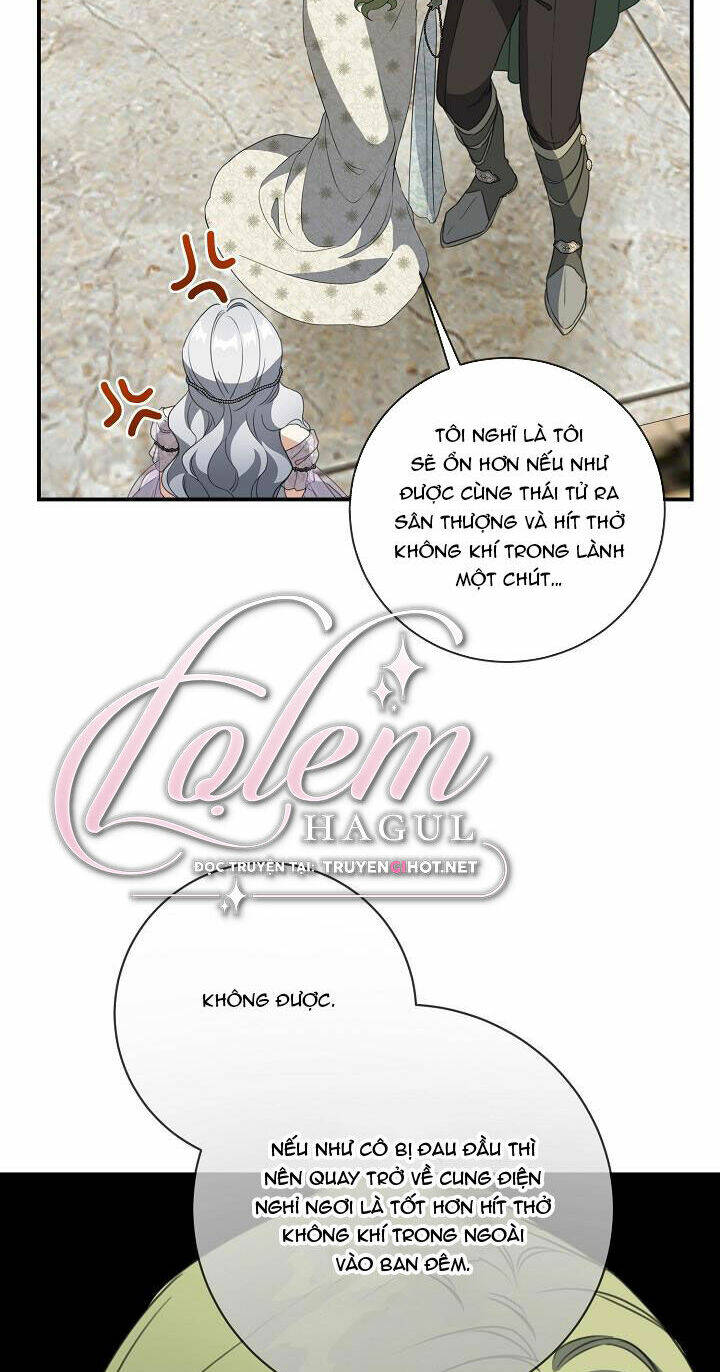 TÔI NGHĨ LÀ TÔI
SẼ ỔN HƠN NẾU NHƯ
ĐƯỢC CÙNG THÁI TỬ RA
SÂN THƯỢNG VÀ HÍT THỞ
KHÔNG KHÍ TRONG LÀNH
MỘT CHÚT...
Lọlem
HAGUL
ĐỌC TRUYỆN TẠI: TRUYENQIHOT.NET
KHÔNG ĐƯỢC.
NẾU NHƯ CÔ BỊ ĐAU ĐẦU THÌ
NÊN QUAY TRỞ VỀ CUNG ĐIỆN
NGHỈ NGƠI LÀ TỐT HƠN HÍT THỞ
KHÔNG KHÍ TRONG NGOÀI
VÀO BAN ĐÊM.